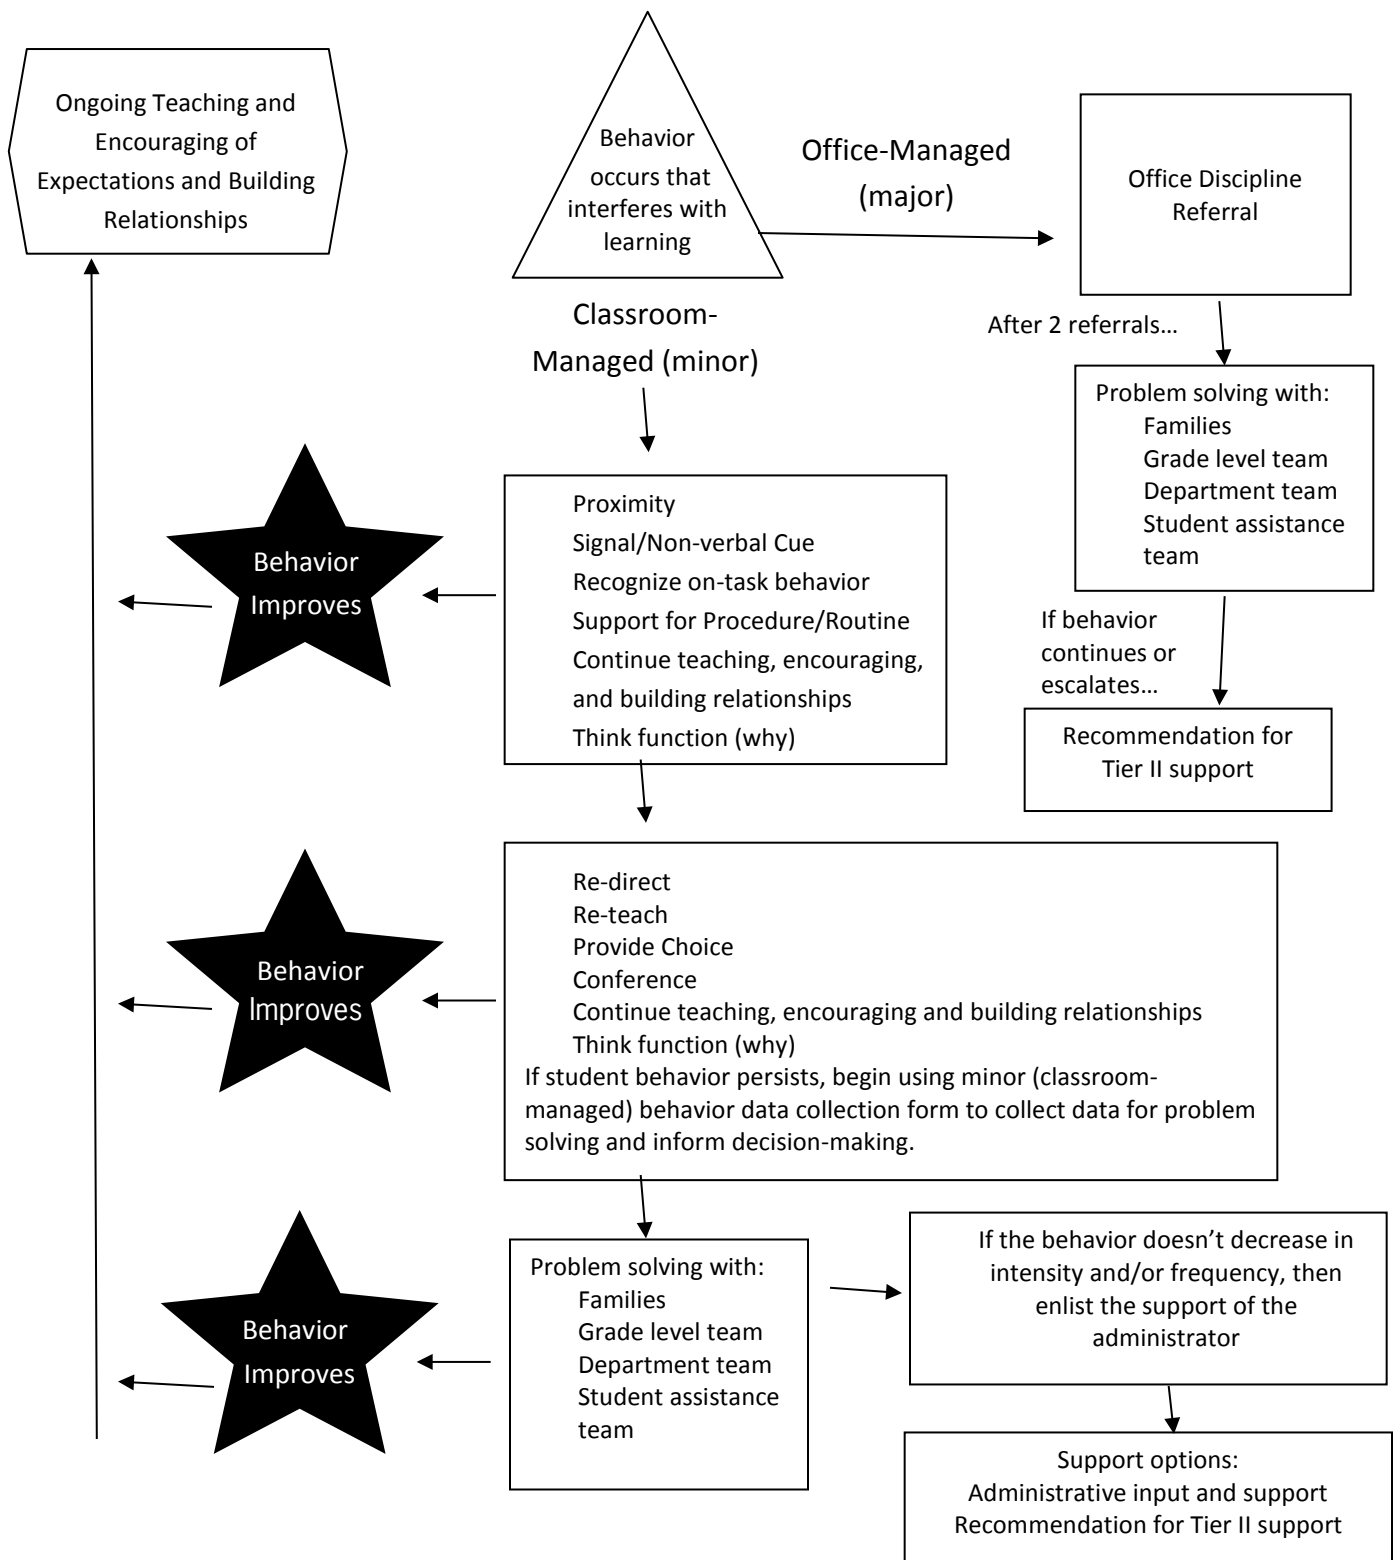 Ongoing Teaching and
Encouraging of
Expectations and Building
Relationships
Behavior
occurs that
interferes with
learning
Office-Managed
(major)
Office Discipline
Referral
After 2 referrals…
Problem solving with:
Families
Grade level team
Department team
Student assistance
team
If behavior
continues or
escalates…
Recommendation for
Tier II support
Classroom-
Managed (minor)
Proximity
Signal/Non-verbal Cue
Recognize on-task behavior
Support for Procedure/Routine
Continue teaching, encouraging,
and building relationships
Think function (why)
Behavior
Improves
Re-direct
Re-teach
Provide Choice
Conference
Continue teaching, encouraging and building relationships
Think function (why)
If student behavior persists, begin using minor (classroom-
managed) behavior data collection form to collect data for problem
solving and inform decision-making.
Behavior
Improves
Problem solving with:
Families
Grade level team
Department team
Student assistance
team
Behavior
Improves
If the behavior doesn’t decrease in
intensity and/or frequency, then
enlist the support of the
administrator
Support options:
Administrative input and support
Recommendation for Tier II support